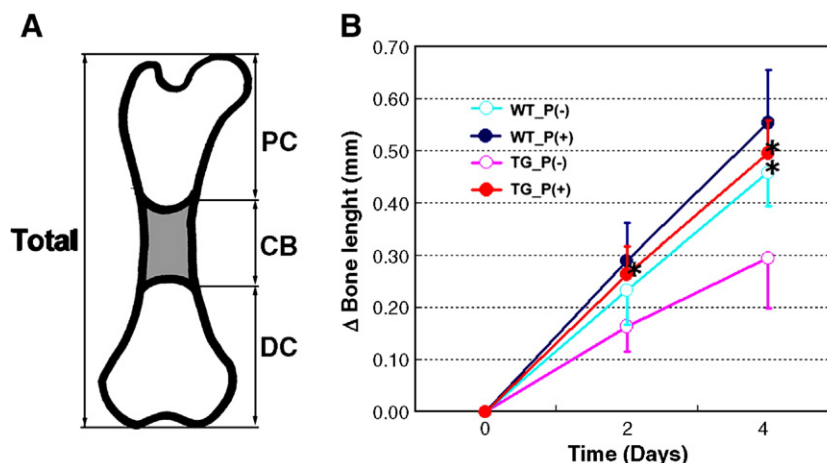 A
Total
PC
CB
DC
B
Δ Bone lenght (mm)
0.70
0.60
0.50
0.40
0.30
0.20
0.10
0.00
WT_P(-)
WT_P(+)
TG_P(-)
TG_P(+)
*
*
*
0 2 4
Time (Days)